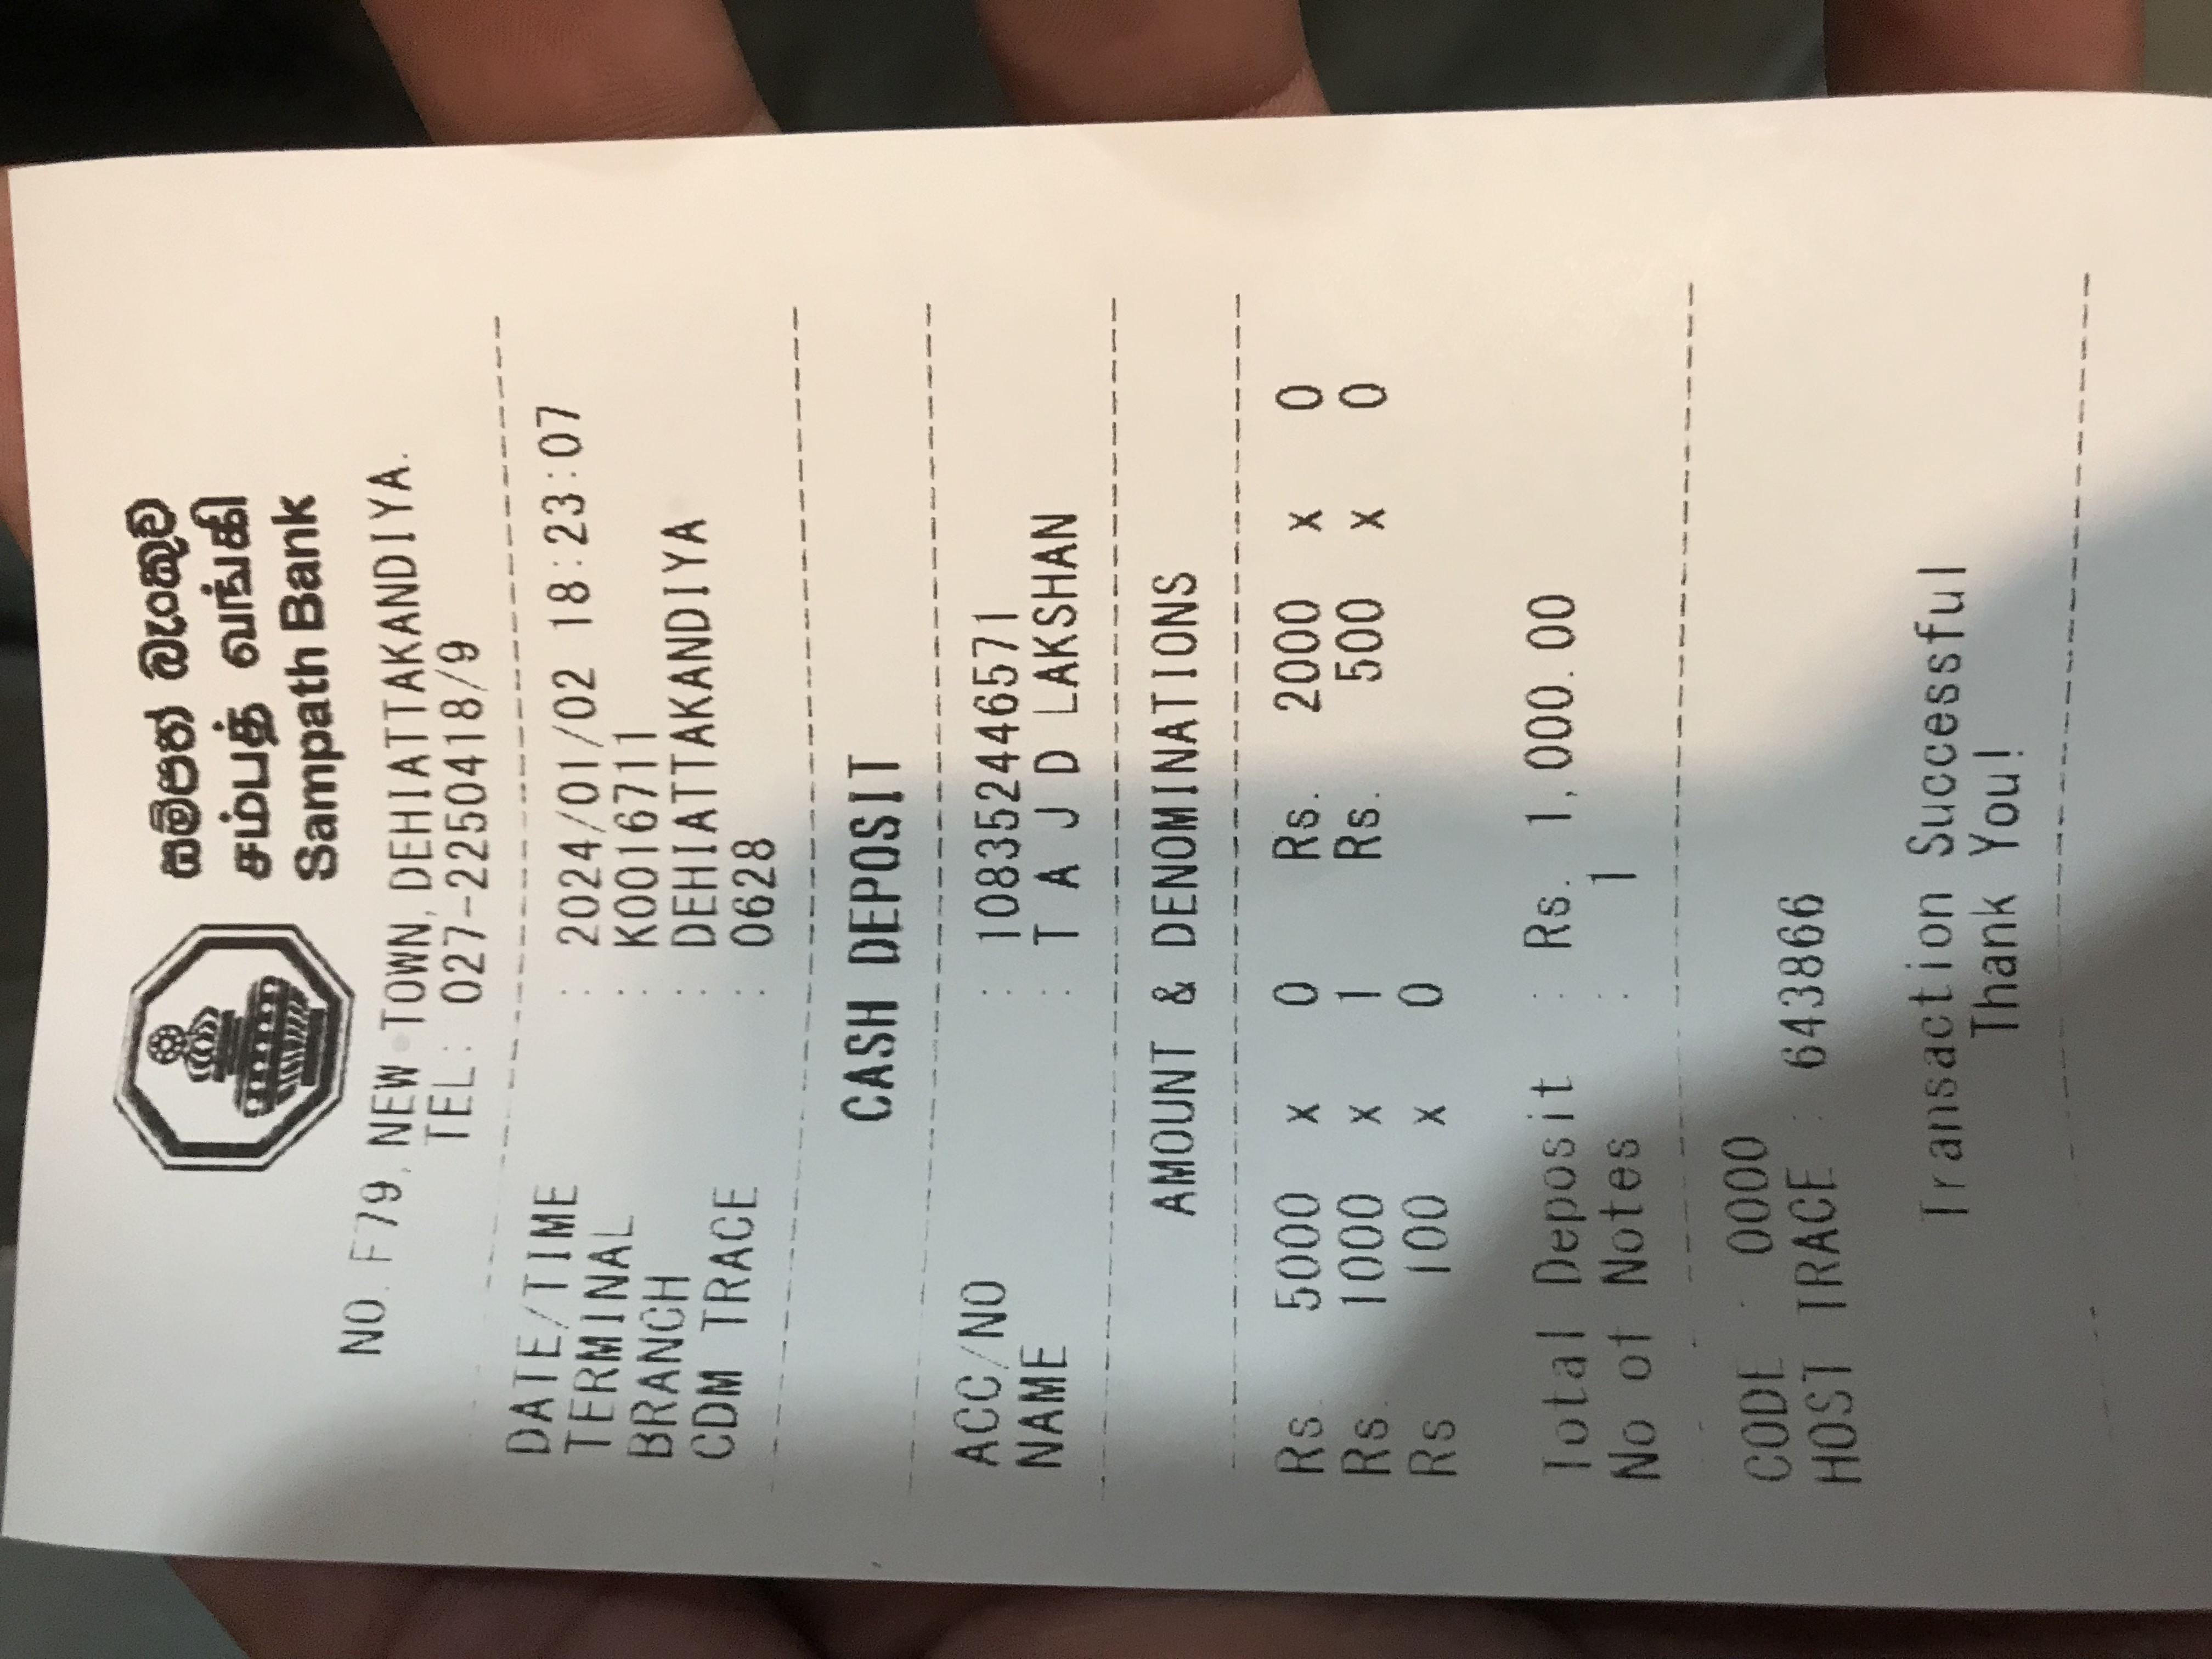 සම්පත් බැංකුව
சம்பத் வங்கி
Sampath Bank
NO. F79, NEW TOWN, DEHIATTAKANDIYA.
TEL: 027-2250418/9
DATE/TIME : 2024/01/02 18:23:07
TERMINAL : K0016711
BRANCH : DEHIATTAKANDIYA
CDM TRACE : 0628
CASH DEPOSIT
ACC/NO : 108352446571
NAME : T A J D LAKSHAN
AMOUNT & DENOMINATIONS
Rs. 5000 x 0 Rs. 2000 x 0
Rs. 1000 x 1 Rs. 500 x 0
Rs 100 x 0
Total Deposit : Rs. 1,000.00
No of Notes : 1
CODE : 0000
HOST TRACE : 643866
Transaction Successful
Thank You!